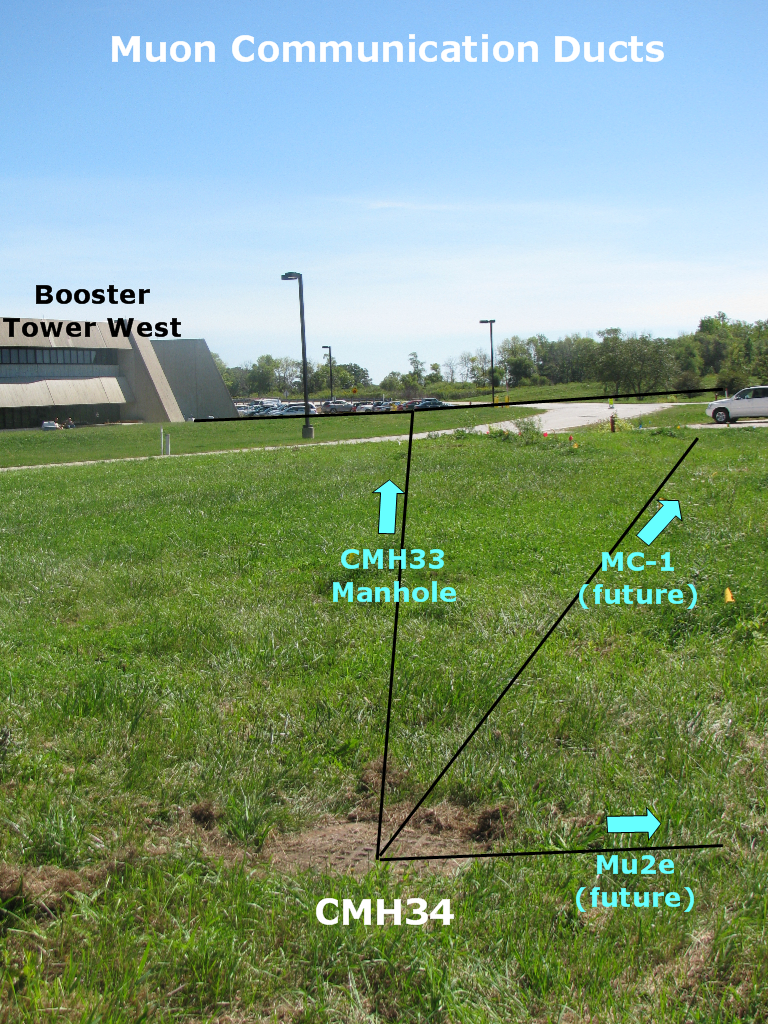 Muon Communication Ducts
Booster
Tower West
CMH33
Manhole
MC-1
(future)
Mu2e
(future)
CMH34